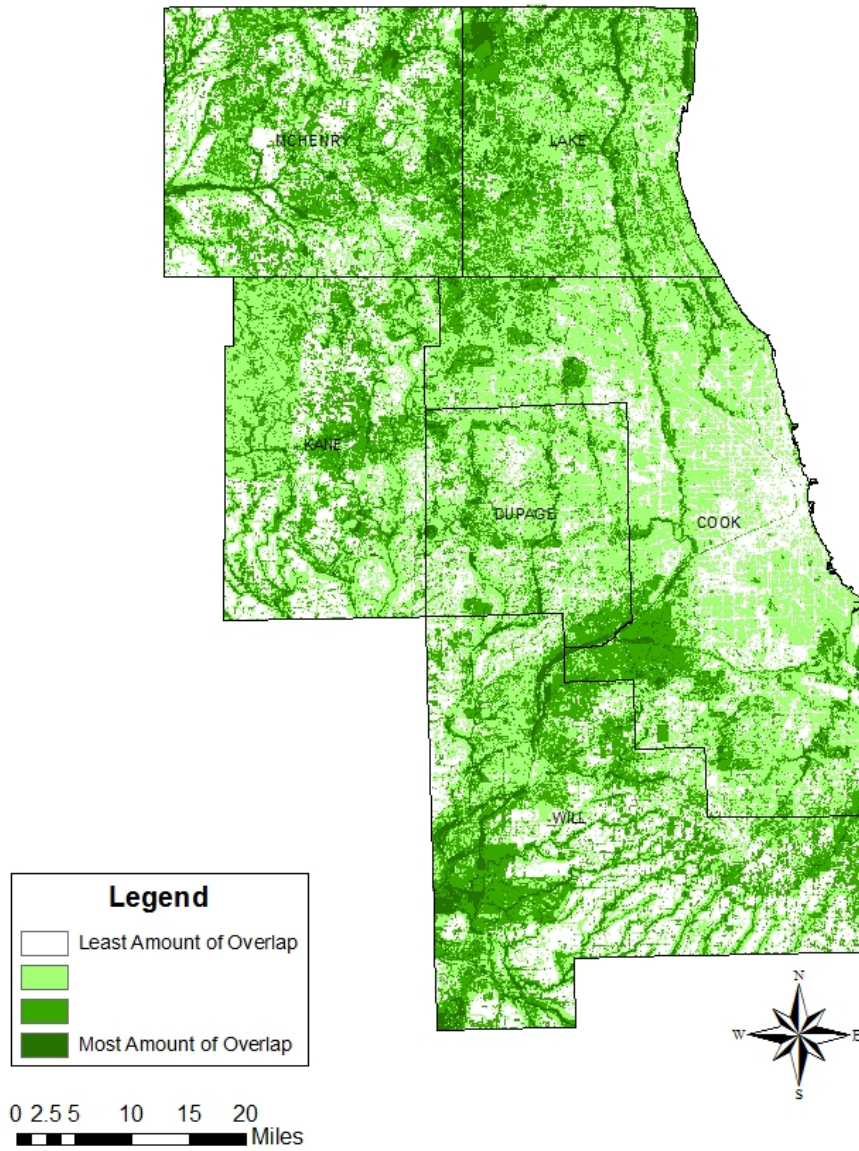 MCHENRY
LAKE
KANE
DUPAGE
COOK
WILL
Legend
Least Amount of Overlap
Most Amount of Overlap
N
W E
S
0 2.5 5 10 15 20
Miles